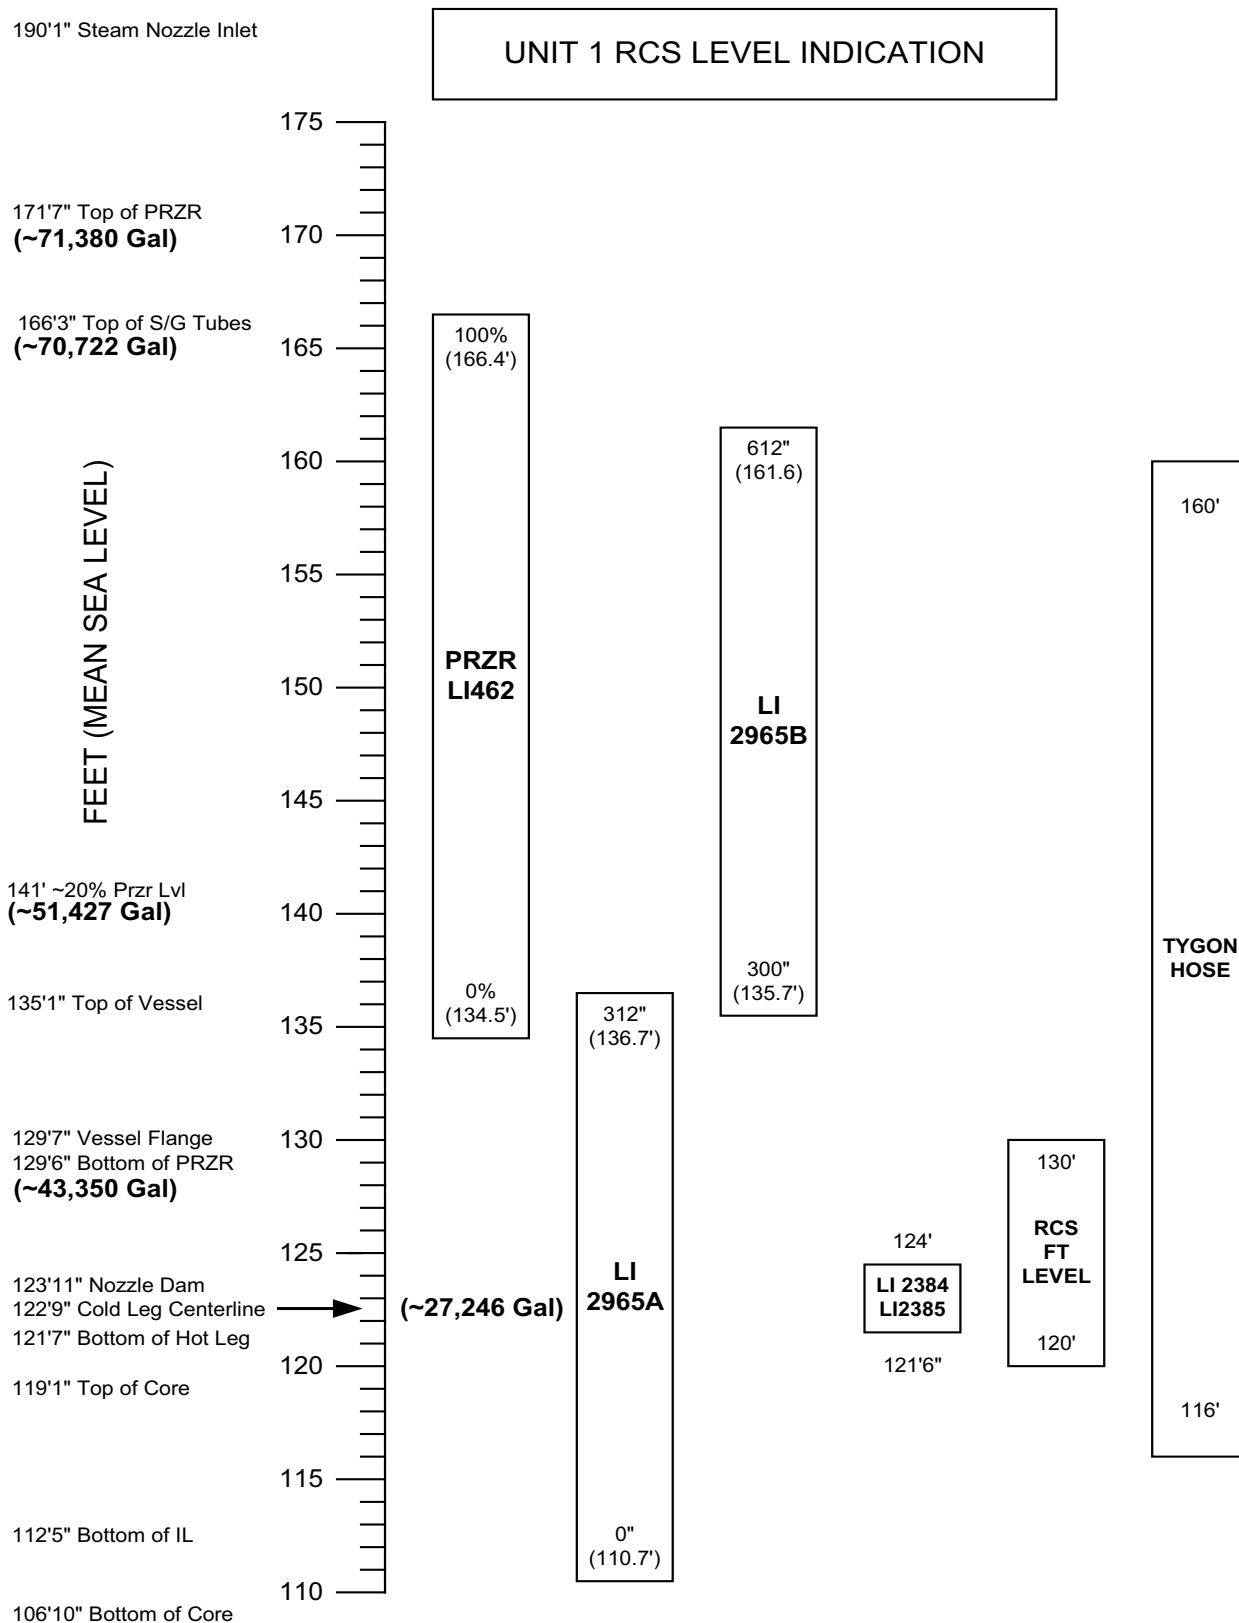 190'1" Steam Nozzle Inlet
UNIT 1 RCS LEVEL INDICATION
175
171'7" Top of PRZR
(~71,380 Gal)
170
166'3" Top of S/G Tubes
(~70,722 Gal)
165
100%
(166.4')
612"
(161.6)
160
160'
FEET (MEAN SEA LEVEL)
155
PRZR
LI462
150
LI
2965B
145
141' ~20% Przr Lvl
(~51,427 Gal)
140
TYGON
HOSE
300"
(135.7')
0%
(134.5')
135'1" Top of Vessel
312"
(136.7')
135
129'7" Vessel Flange
129'6" Bottom of PRZR
(~43,350 Gal)
130
130'
RCS
FT
LEVEL
124'
125
LI
2965A
LI 2384
LI2385
123'11" Nozzle Dam
122'9" Cold Leg Centerline
(~27,246 Gal)
121'7" Bottom of Hot Leg
120'
121'6"
120
119'1" Top of Core
116'
115
112'5" Bottom of IL
0"
(110.7')
110
106'10" Bottom of Core